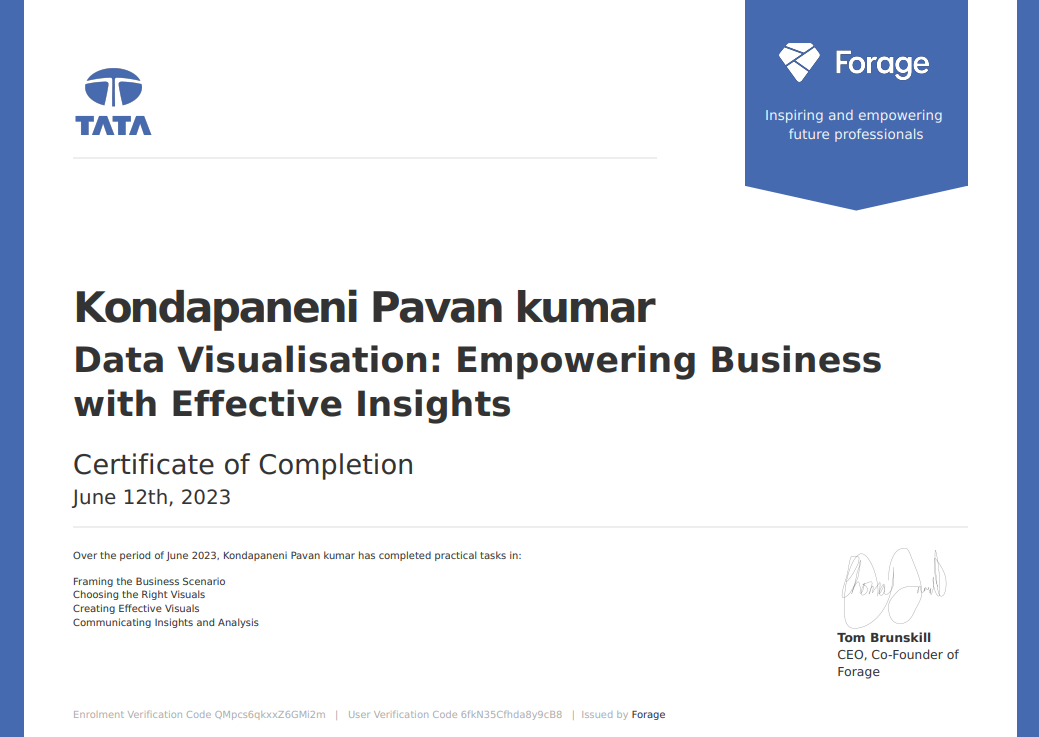 TATA
Forage
Inspiring and empowering
future professionals
Kondapaneni Pavan kumar
Data Visualisation: Empowering Business
with Effective Insights
Certificate of Completion
June 12th, 2023
Over the period of June 2023, Kondapaneni Pavan kumar has completed practical tasks in:
Framing the Business Scenario
Choosing the Right Visuals
Creating Effective Visuals
Communicating Insights and Analysis
Tom Brunskill
CEO, Co-Founder of
Forage
Enrolment Verification Code QMpcs6qkxxZ6GMi2m | User Verification Code 6fkN35Cfhda8y9cB8 | Issued by Forage